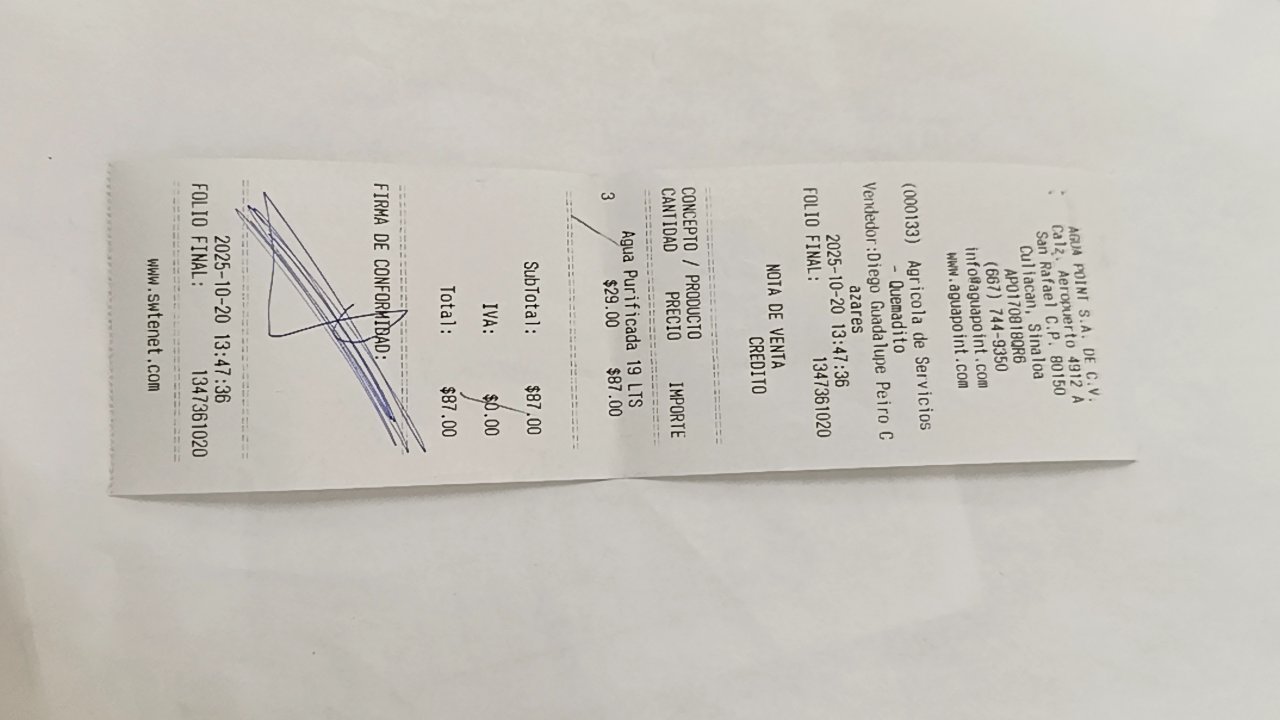 AGUA POINT S.A. DE C.V.
Calz. Aeropuerto 4912 A
San Rafael C.P. 80150
Culiacan, Sinaloa
APO170918QR6
(667) 744-9350
info@aguapoint.com
www.aguapoint.com
(000133) Agricola de Servicios
- Quemadito
Vendedor:Diego Guadalupe Peiro C
azares
2025-10-20 13:47:36
FOLIO FINAL: 1347361020
NOTA DE VENTA
CREDITO
CONCEPTO / PRODUCTO
CANTIDAD PRECIO IMPORTE
Agua Purificada 19 LTS
3 $29.00 $87.00
SubTotal: $87.00
IVA: $0.00
Total: $87.00
FIRMA DE CONFORMIDAD:
2025-10-20 13:47:36
FOLIO FINAL: 1347361020
www.swtenet.com